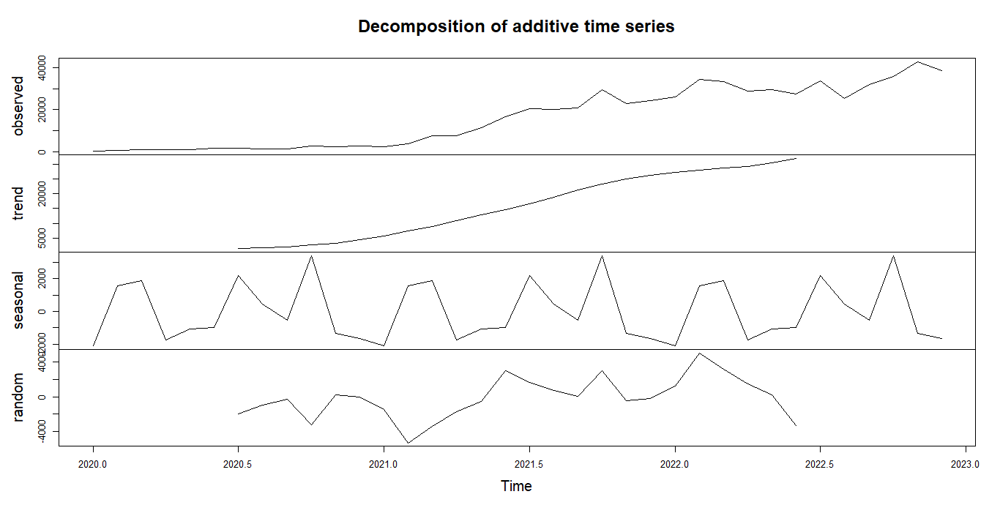 Decomposition of additive time series
observed
0 20000 40000
trend
5000 20000
seasonal
-2000 0 2000
random
-4000 0 4000
2020.0 2020.5 2021.0 2021.5 2022.0 2022.5 2023.0
Time